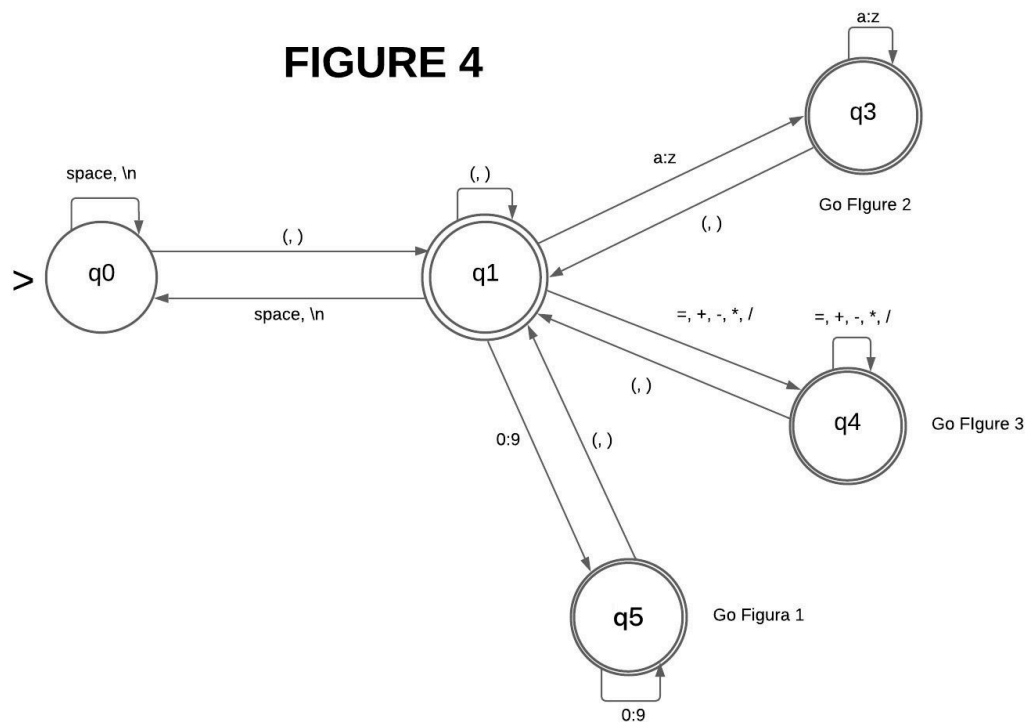 a:z
FIGURE 4
q3
a:z
space, \n
(, )
Go FIgure 2
(, )
(, )
>
q0
q1
space, \n
=, +, -, *, /
=, +, -, *, /
(, )
q4
Go FIgure 3
0:9
(, )
q5
Go Figura 1
0:9